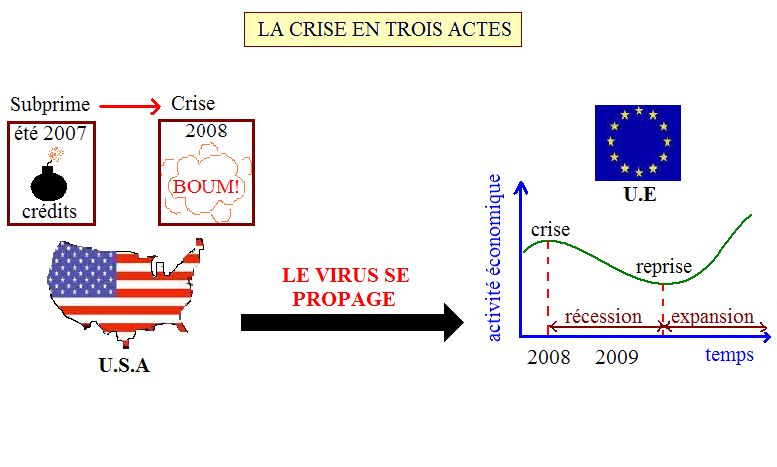 LA CRISE EN TROIS ACTES
Subprime
Crise
été 2007
crédits
2008
BOUM!
U.S.A
LE VIRUS SE
PROPAGE
U.E
activité économique
crise
reprise
récession
expansion
2008
2009
temps